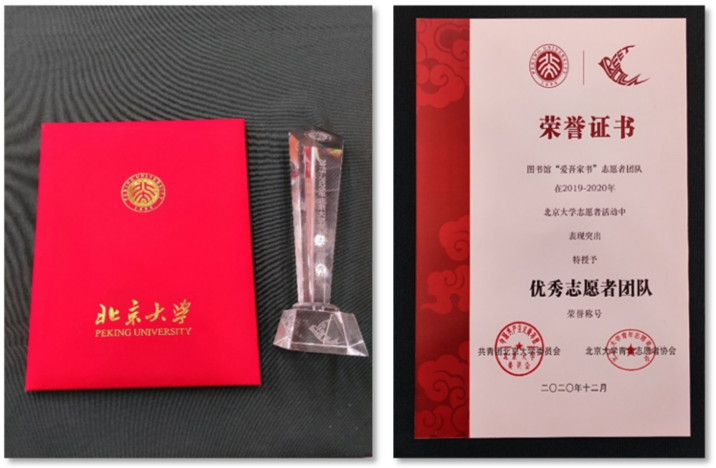 北京大学
PEKING UNIVERSITY
荣誉证书
图书馆“爱吾家书”志愿者团队
在2019-2020年
北京大学志愿者活动中
表现突出
特授予
优秀志愿者团队
荣誉称号
共青团北京大学委员会 北京大学青年志愿者协会
二〇二〇年十二月